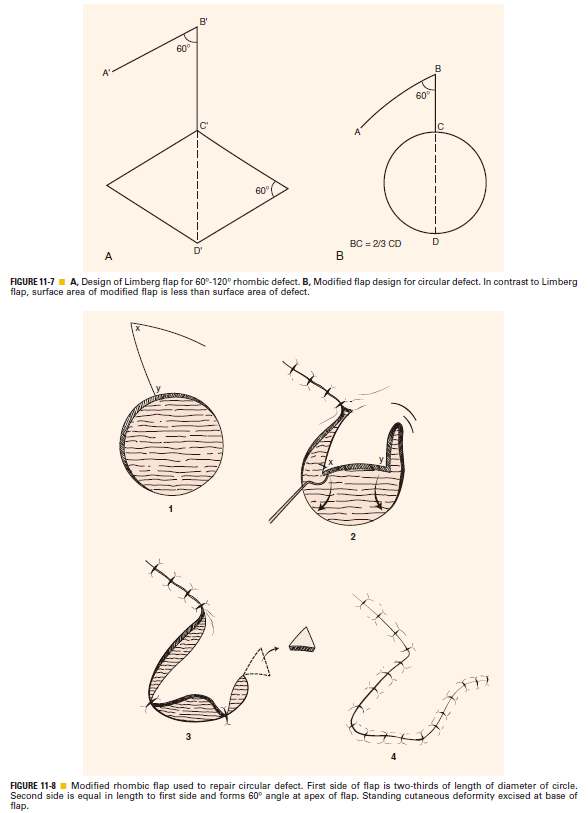 B'
60°
A'
C'
60°
D'
A
B
60°
A
C
D
BC = 2/3 CD
B
FIGURE 11-7 ■ A, Design of Limberg flap for 60º-120º rhombic defect. B, Modified flap design for circular defect. In contrast to Limberg
flap, surface area of modified flap is less than surface area of defect.
x
y
1
x
y
2
3
4
FIGURE 11-8 ■ Modified rhombic flap used to repair circular defect. First side of flap is two-thirds of length of diameter of circle.
Second side is equal in length to first side and forms 60º angle at apex of flap. Standing cutaneous deformity excised at base of
flap.